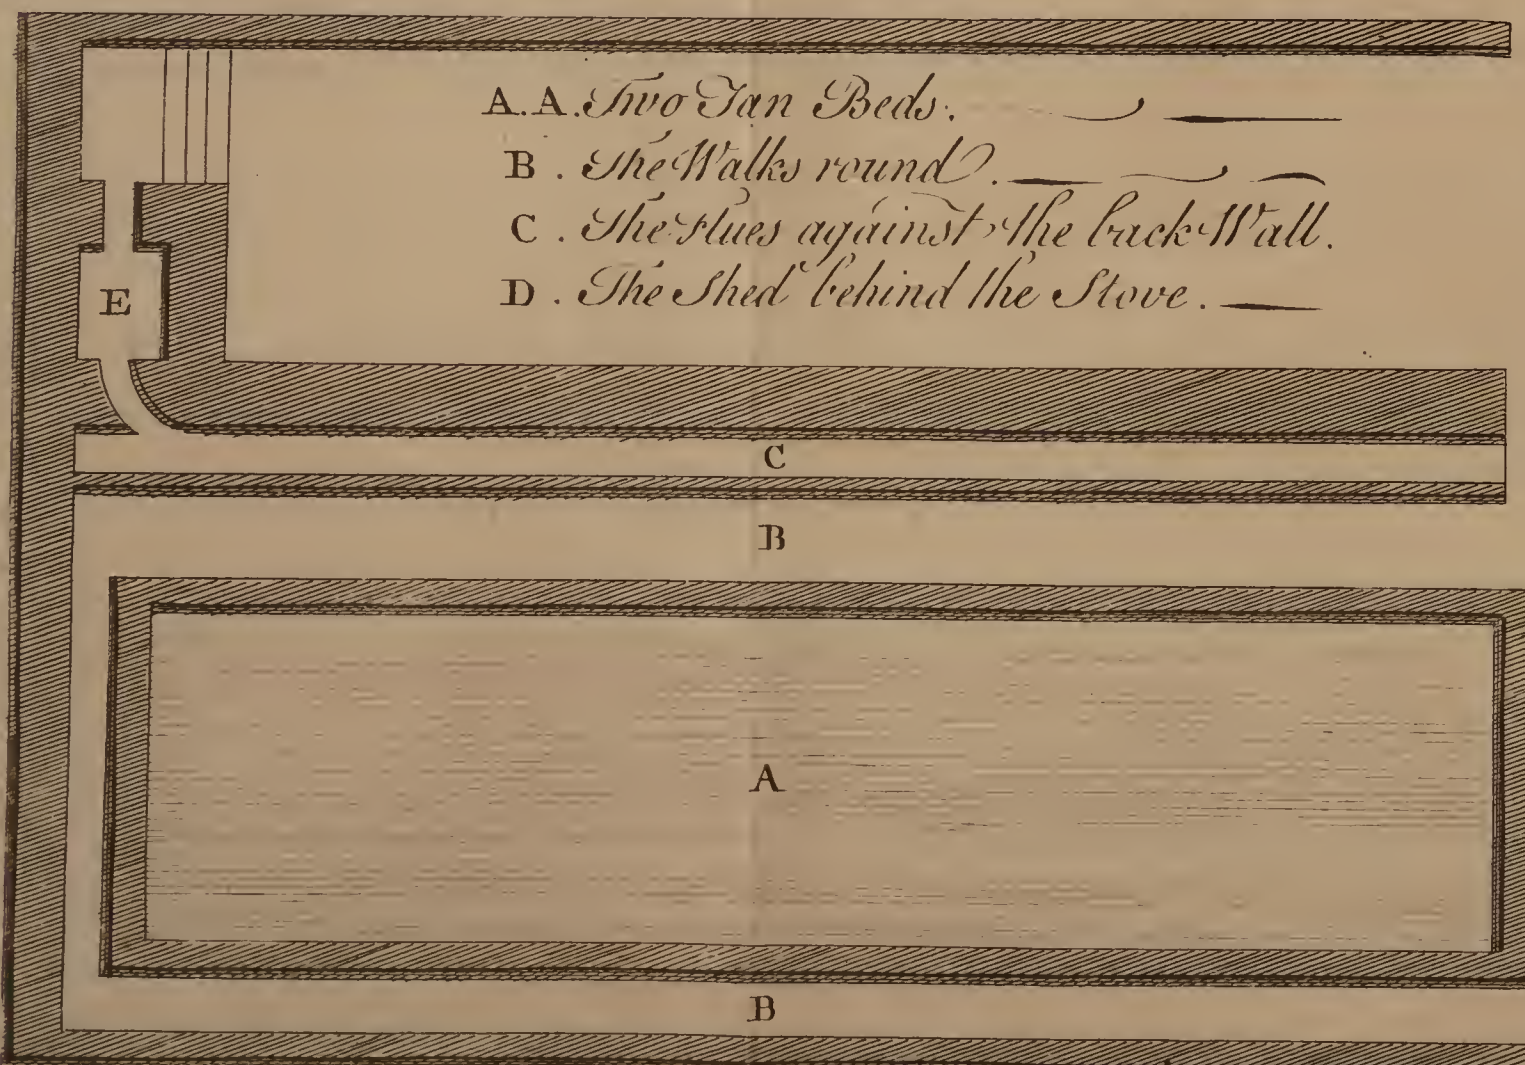 A.A. Two Tan Beds.
B. The Walks round.
C. The Flues against the back Wall.
D. The Shed behind the Stove.
E
C
B
A
B